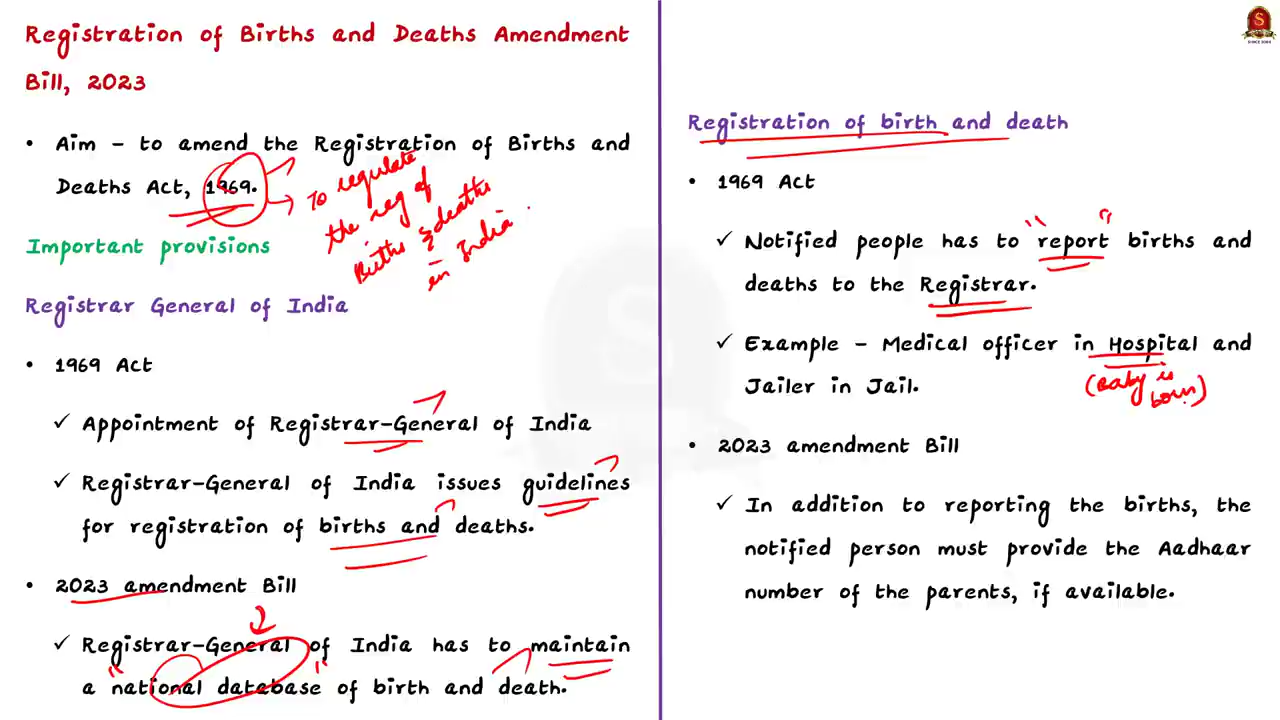 Registration of Births and Deaths Amendment
Bill, 2023
• Aim - to amend the Registration of Births and
Deaths Act, 1969.
To regulate
the reg of
Births & deaths
in India
Important provisions
Registrar General of India
• 1969 Act
✓ Appointment of Registrar-General of India
✓ Registrar-General of India issues guidelines
for registration of births and deaths.
• 2023 amendment Bill
✓ Registrar-General of India has to maintain
a "national database" of birth and death.
S
SINCE 2004
Registration of birth and death
• 1969 Act
✓ Notified people has to "report" births and
deaths to the Registrar.
✓ Example - Medical officer in Hospital and
Jailer in Jail.
(Baby is
born)
• 2023 amendment Bill
✓ In addition to reporting the births, the
notified person must provide the Aadhaar
number of the parents, if available.